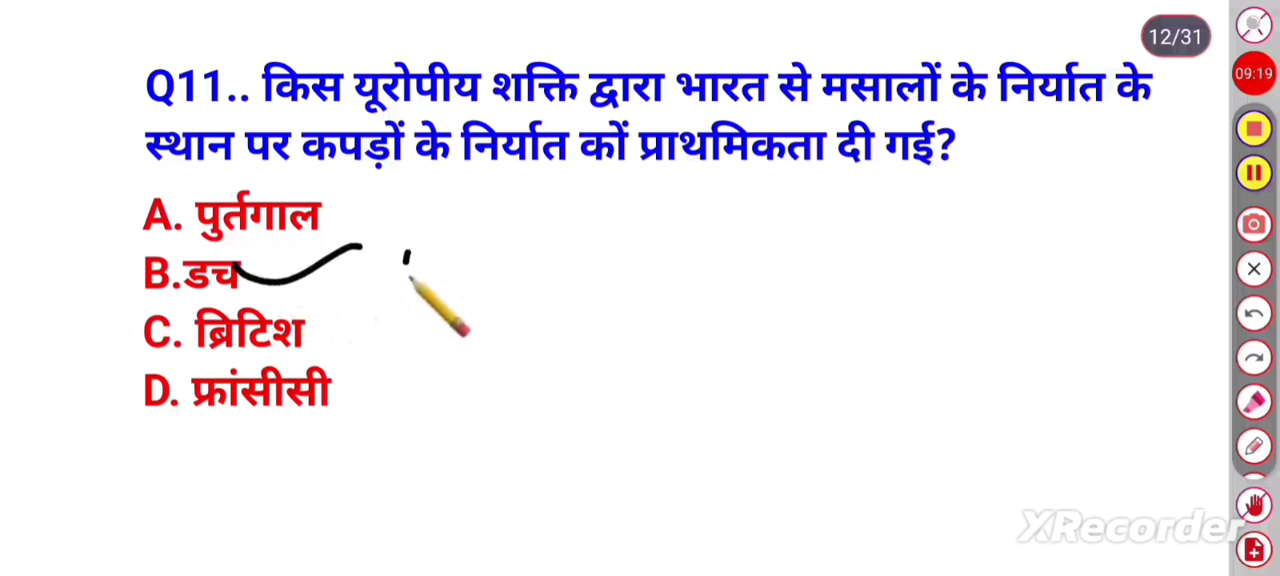 12/31
09:19
Q11.. किस यूरोपीय शक्ति द्वारा भारत से मसालों के निर्यात के
स्थान पर कपड़ों के निर्यात कों प्राथमिकता दी गई?
A. पुर्तगाल
B.डच
C. ब्रिटिश
D. फ्रांसीसी
XRecorder